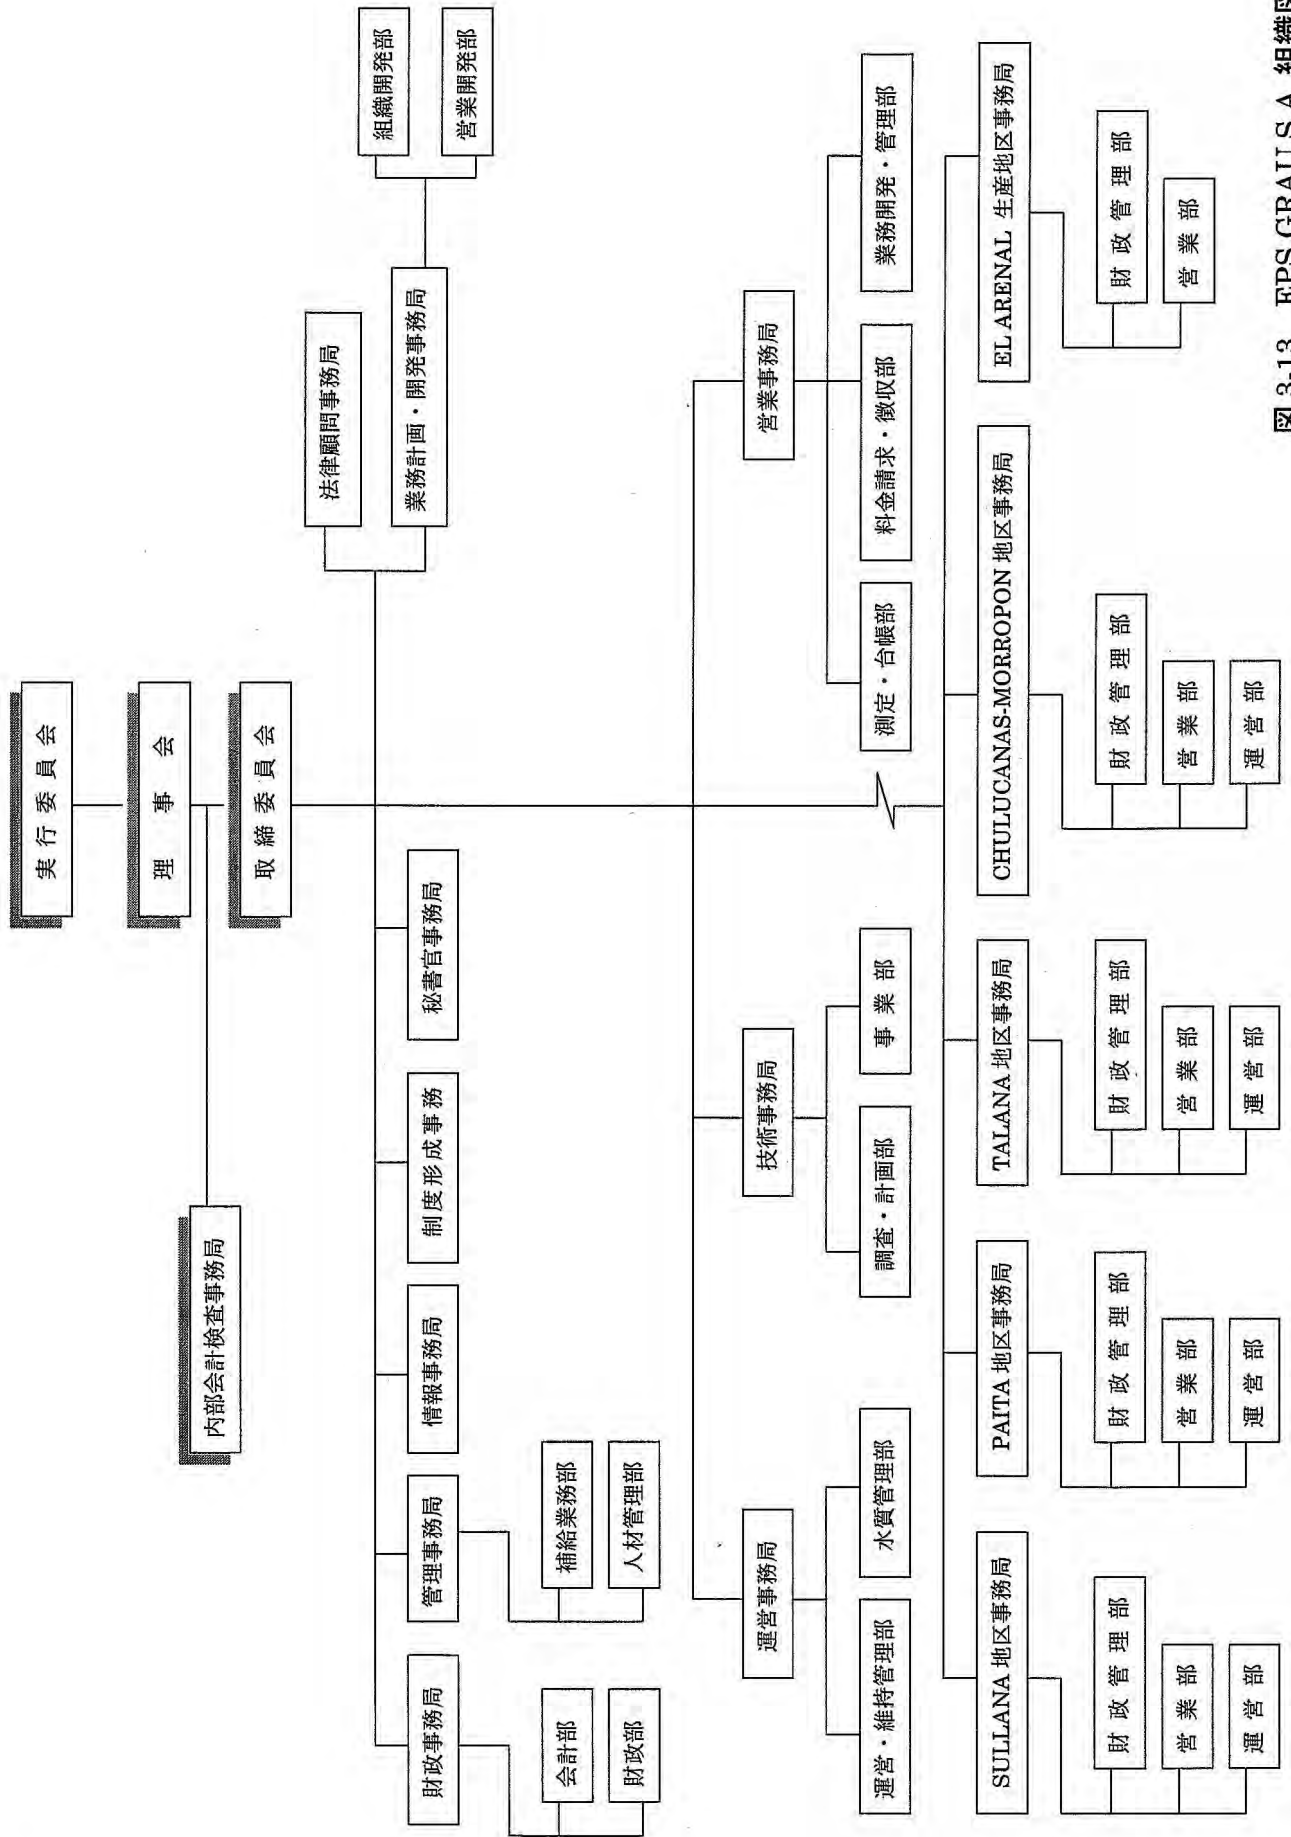 実行委員会
理事会
内部会計検査事務局
取締委員会
法律顧問事務局
業務計画・開発事務局
組織開発部
営業開発部
財政事務局
会計部
財政部
管理事務局
補給業務部
人材管理部
情報事務局
制度形成事務
秘書官事務局
運営事務局
運営・維持管理部
水質管理部
技術事務局
調査・計画部
事業部
営業事務局
測定・台帳部
料金請求・徴収部
業務開発・管理部
SULLANA 地区事務局
財政管理部
営業部
運営部
PAITA 地区事務局
財政管理部
営業部
運営部
TALANA 地区事務局
財政管理部
営業部
運営部
CHULUCANAS-MORROPON 地区事務局
財政管理部
営業部
運営部
EL ARENAL 生産地区事務局
財政管理部
営業部
図 3-13 EPS GRAU S.A. 組織図